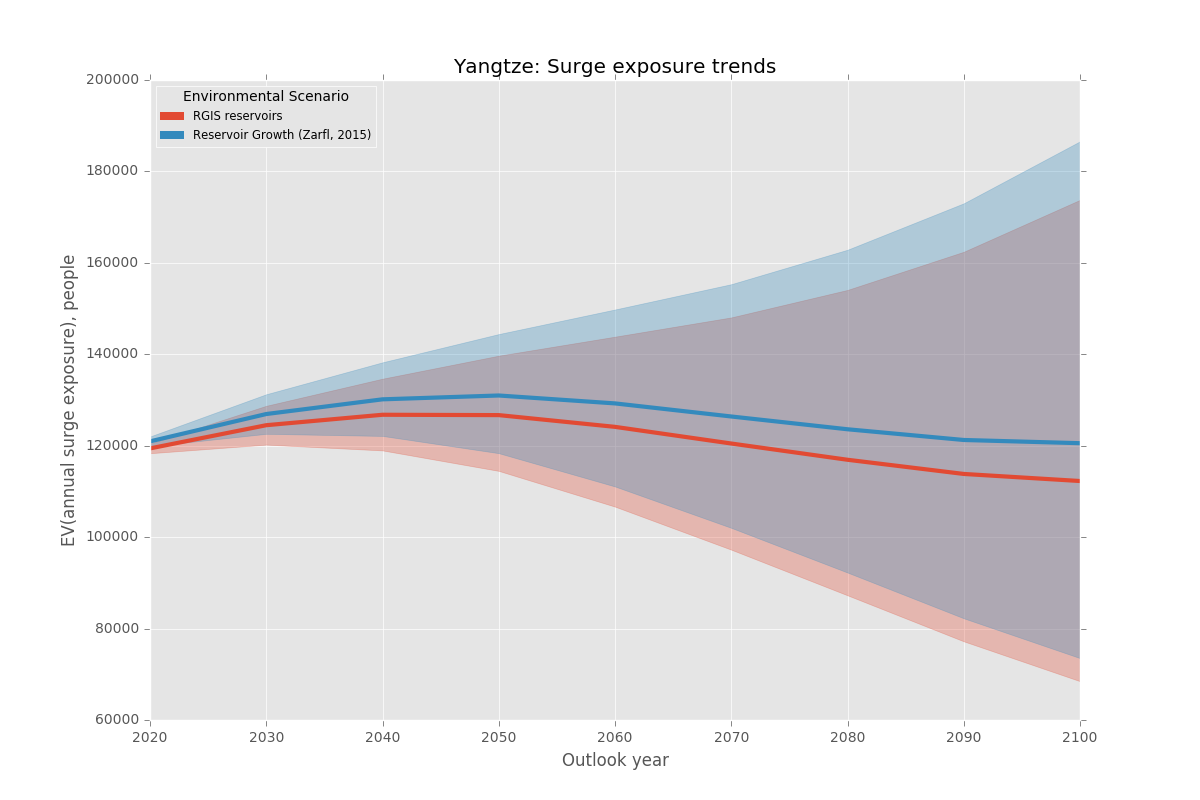 Yangtze: Surge exposure trends
Environmental Scenario
RGIS reservoirs
Reservoir Growth (Zarfl, 2015)
EV(annual surge exposure), people
200000
180000
160000
140000
120000
100000
80000
60000
2020 2030 2040 2050 2060 2070 2080 2090 2100
Outlook year